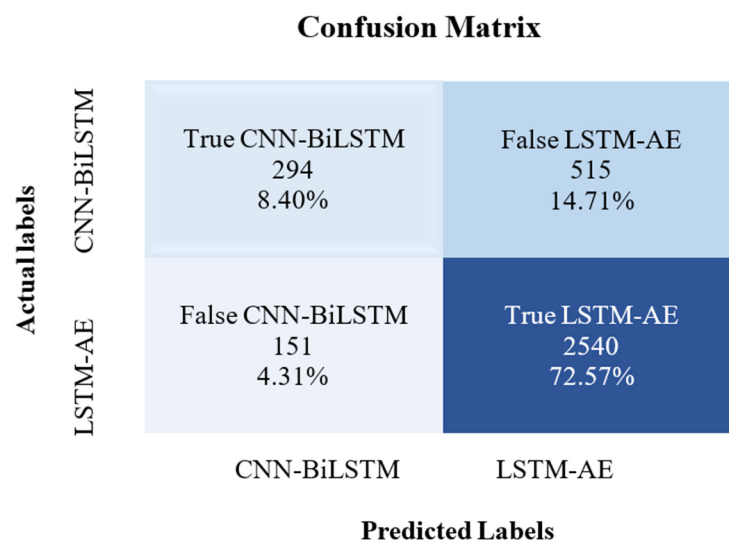 Confusion Matrix
Actual labels
CNN-BiLSTM
LSTM-AE
True CNN-BiLSTM
294
8.40%
False LSTM-AE
515
14.71%
False CNN-BiLSTM
151
4.31%
True LSTM-AE
2540
72.57%
CNN-BiLSTM
LSTM-AE
Predicted Labels